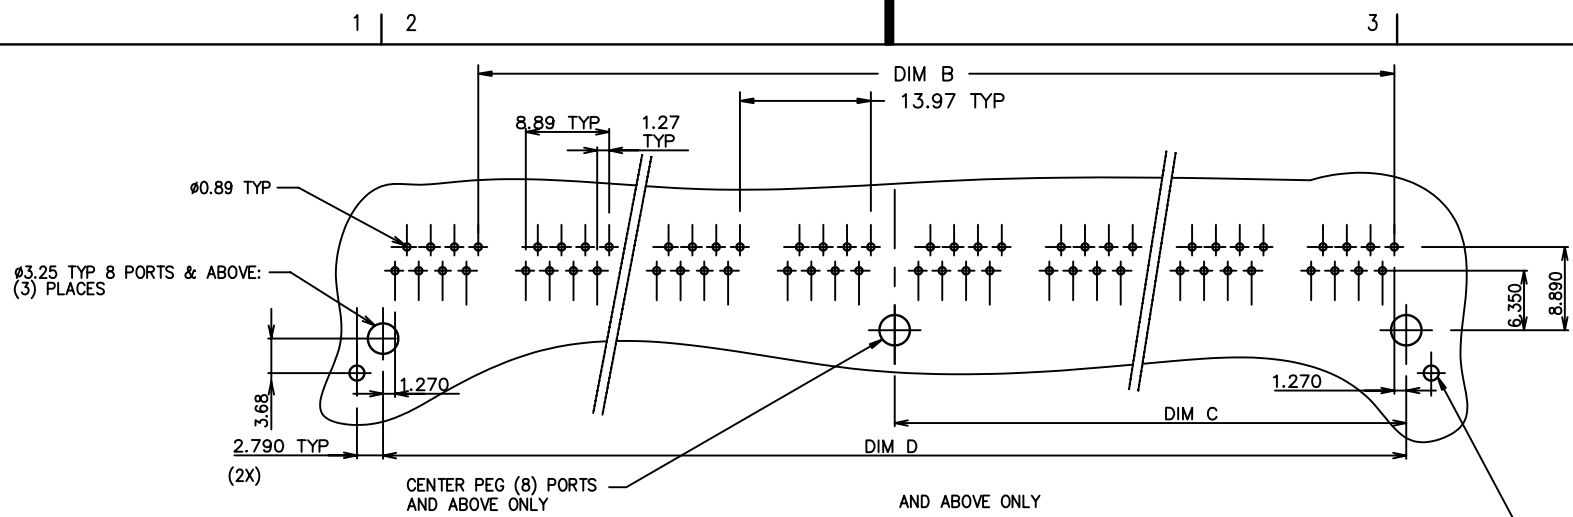 1 2 3
DIM B
13.97 TYP
8.89 TYP 1.27
TYP
ø0.89 TYP
ø3.25 TYP 8 PORTS & ABOVE:
(3) PLACES
6.350
8.890
1.270
1.270
3.68
DIM C
2.790 TYP
DIM D
(2X)
CENTER PEG (8) PORTS
AND ABOVE ONLY
AND ABOVE ONLY